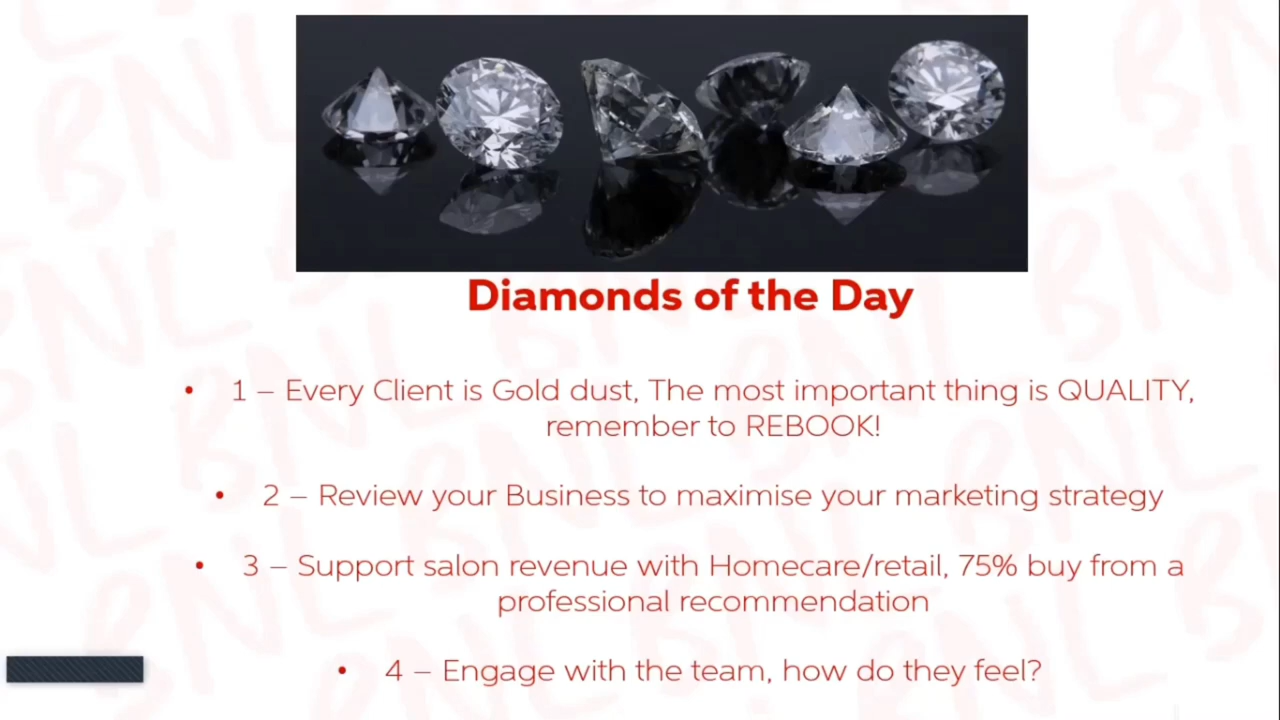 Diamonds of the Day
• 1 – Every Client is Gold dust, The most important thing is QUALITY,
remember to REBOOK!
• 2 – Review your Business to maximise your marketing strategy
• 3 – Support salon revenue with Homecare/retail, 75% buy from a
professional recommendation
• 4 – Engage with the team, how do they feel?
BNL